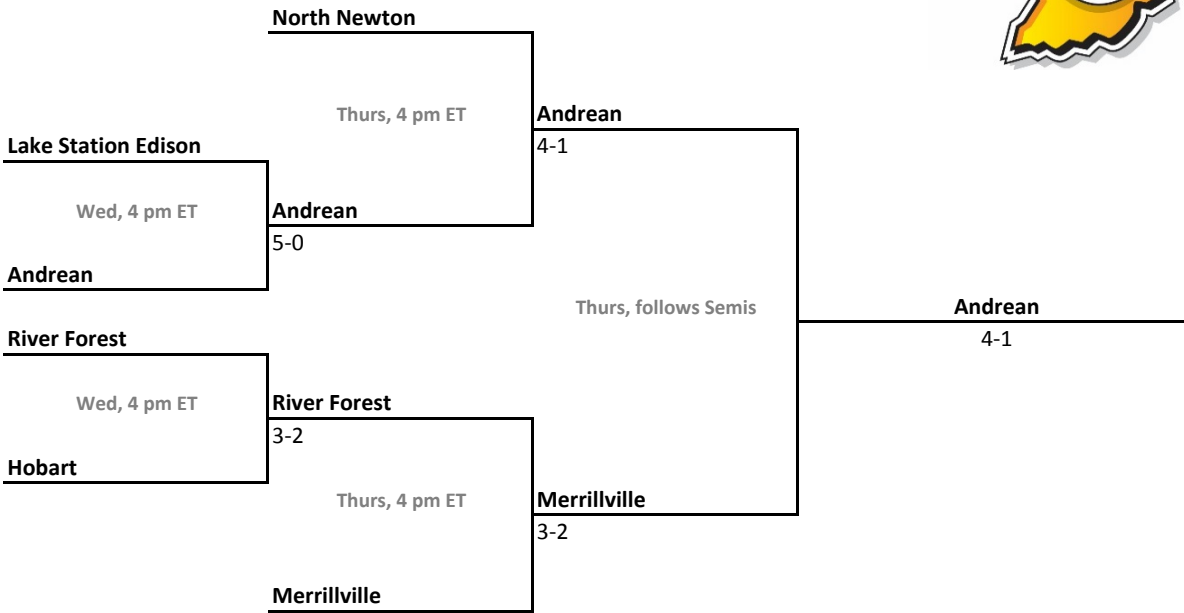 North Newton
Thurs, 4 pm ET
Andrean
4-1
Lake Station Edison
Wed, 4 pm ET
Andrean
5-0
Andrean
Thurs, follows Semis
Andrean
4-1
River Forest
Wed, 4 pm ET
River Forest
3-2
Hobart
Thurs, 4 pm ET
Merrillville
3-2
Merrillville